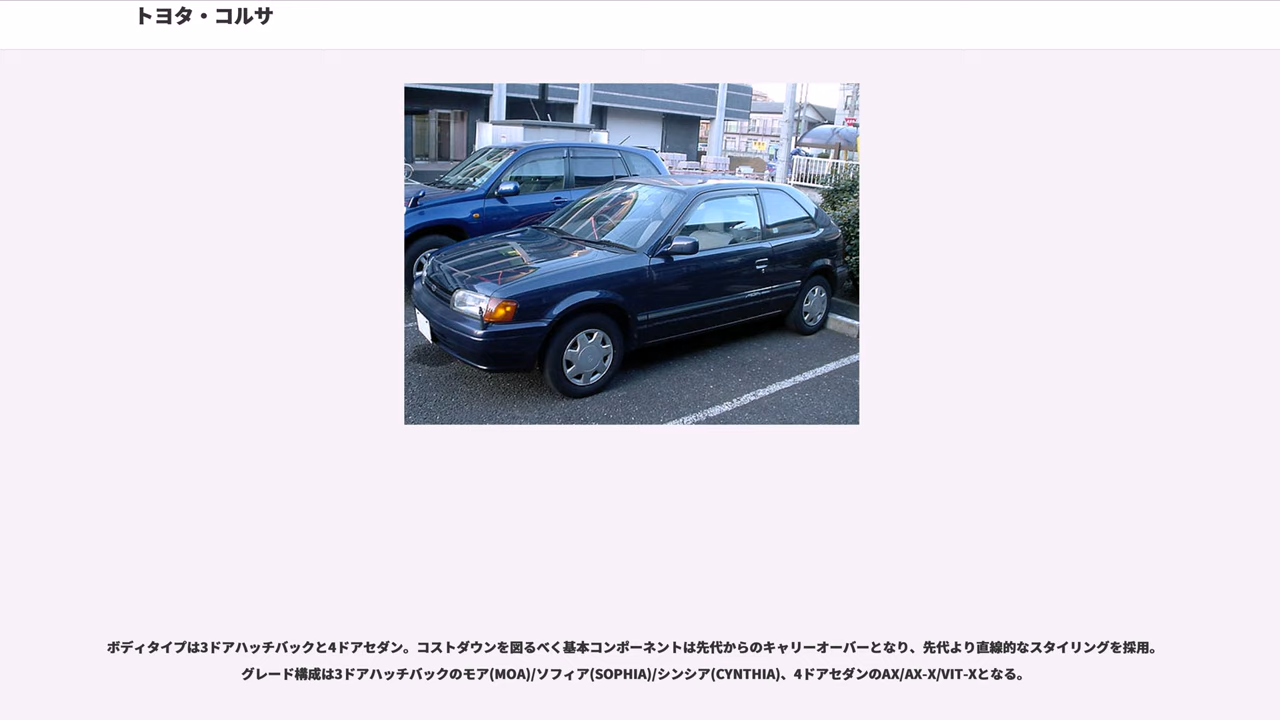 トヨタ・コルサ
ボディタイプは3ドアハッチバックと4ドアセダン。コストダウンを図るべく基本コンポーネントは先代からのキャリーオーバーとなり、先代より直線的なスタイリングを採用。
グレード構成は3ドアハッチバックのモア(MOA)/ソフィア(SOPHIA)/シンシア(CYNTHIA)、4ドアセダンのAX/AX-X/VIT-Xとなる。